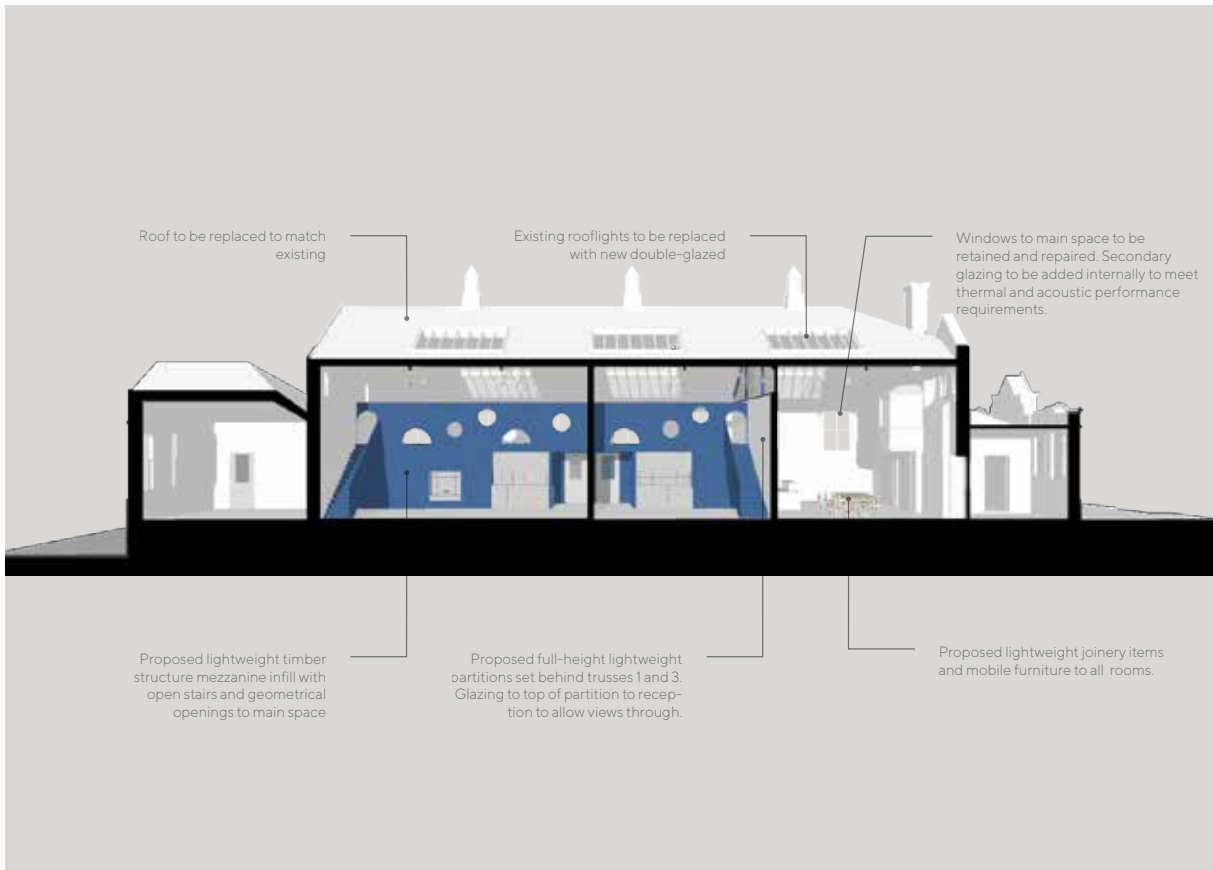 Roof to be replaced to match
existing
Existing rooflights to be replaced
with new double-glazed
Windows to main space to be
retained and repaired. Secondary
glazing to be added internally to meet
thermal and acoustic performance
requirements.
Proposed lightweight timber
structure mezzanine infill with
open stairs and geometrical
openings to main space
Proposed full-height lightweight
partitions set behind trusses 1 and 3.
Glazing to top of partition to recep-
tion to allow views through.
Proposed lightweight joinery items
and mobile furniture to all rooms.